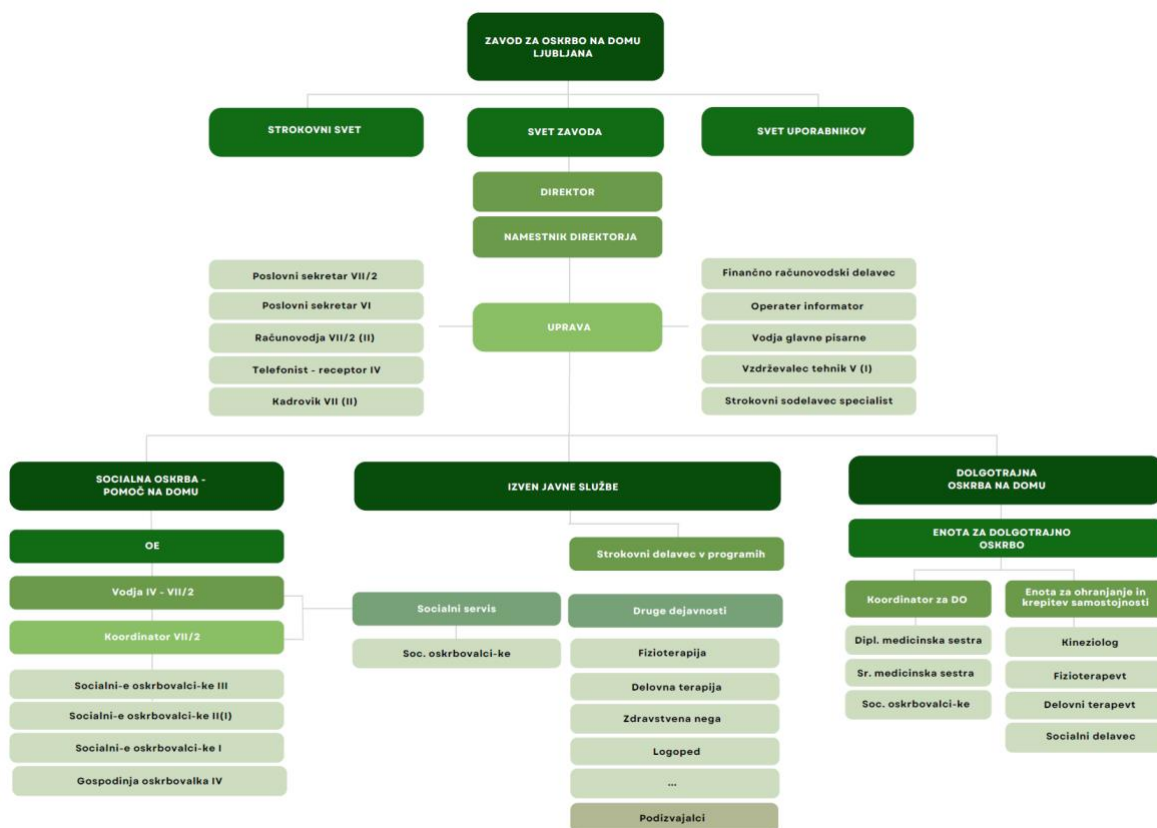 ZAVOD ZA OSKRBO NA DOMU
LJUBLJANA
STROKOVNI SVET
SVET ZAVODA
SVET UPORABNIKOV
DIREKTOR
NAMESTNIK DIREKTORJA
Poslovni sekretar VII/2
Poslovni sekretar VI
Računovodja VII/2 (II)
Telefonist - receptor IV
Kadrovik VII (II)
UPRAVA
Finančno računovodski delavec
Operater informator
Vodja glavne pisarne
Vzdrževalec tehnik V (I)
Strokovni sodelavec specialist
SOCIALNA OSKRBA -
POMOČ NA DOMU
OE
Vodja IV - VII/2
Koordinator VII/2
Socialni-e oskrbovalci-ke III
Socialni-e oskrbovalci-ke II(I)
Socialni-e oskrbovalci-ke I
Gospodinja oskrbovalka IV
IZVEN JAVNE SLUŽBE
Strokovni delavec v programih
Socialni servis
Soc. oskrbovalci-ke
Druge dejavnosti
Fizioterapija
Delovna terapija
Zdravstvena nega
Logoped
...
Podizvajalci
DOLGOTRAJNA
OSKRBA NA DOMU
ENOTA ZA DOLGOTRAJNO
OSKRBO
Koordinator za DO
Dipl. medicinska sestra
Sr. medicinska sestra
Soc. oskrbovalci-ke
Enota za ohranjanje in
krepitev samostojnosti
Kineziolog
Fizioterapevt
Delovni terapevt
Socialni delavec